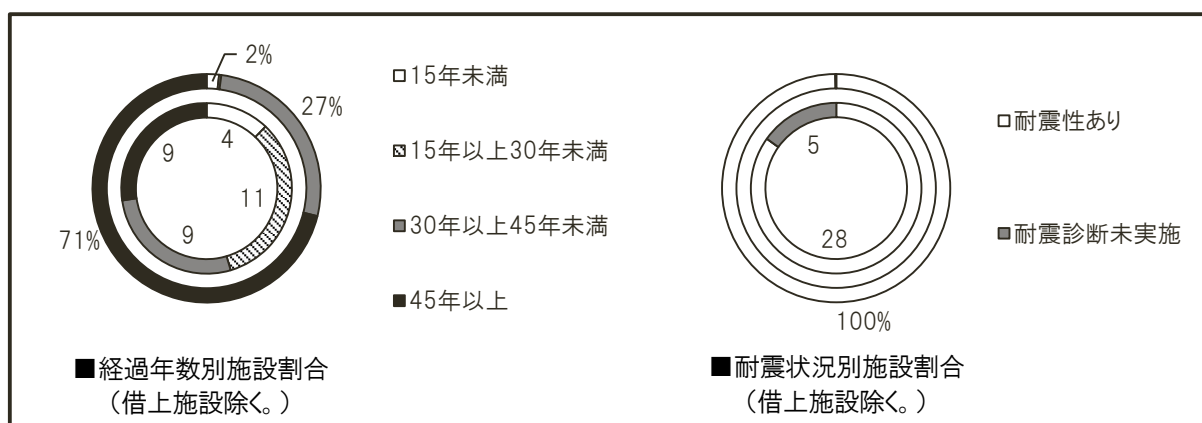 2%
27%
4
9
11
9
71%
□15年未満
15年以上30年未満
■30年以上45年未満
■45年以上
■経過年数別施設割合
（借上施設除く。）
5
28
100%
□耐震性あり
■耐震診断未実施
■耐震状況別施設割合
（借上施設除く。）